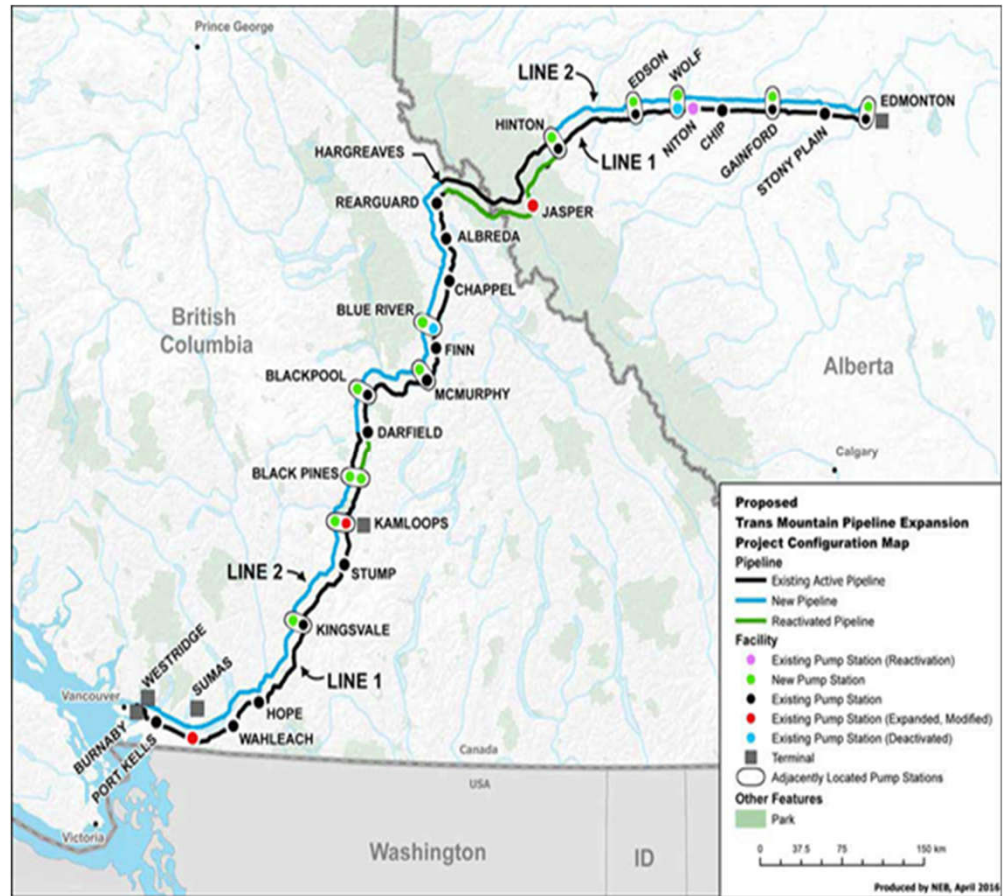 Prince George
LINE 2
EDSON
WOLF
EDMONTON
HINTON
LINE 1
NITON
CHIP
GAINFORD
STONY PLAIN
HARGREAVES
REARGUARD
JASPER
ALBREDA
CHAPPEL
British
Columbia
BLUE RIVER
FINN
Alberta
BLACKPOOL
MCMURPHY
DARFIELD
Calgary
BLACK PINES
KAMLOOPS
LINE 2
STUMP
KINGSVALE
WESTRIDGE
SUMAS
LINE 1
Vancouver
HOPE
BURNABY
WAHLEACH
PORT KELLS
Canada
USA
Victoria
Washington
ID
Proposed
Trans Mountain Pipeline Expansion
Project Configuration Map
Pipeline
Existing Active Pipeline
New Pipeline
Reactivated Pipeline
Facility
Existing Pump Station (Reactivation)
New Pump Station
Existing Pump Station
Existing Pump Station (Expanded, Modified)
Existing Pump Station (Deactivated)
Terminal
Adjacently Located Pump Stations
Other Features
Park
0 37.5 75 150 km
Produced by NEB, April 2016